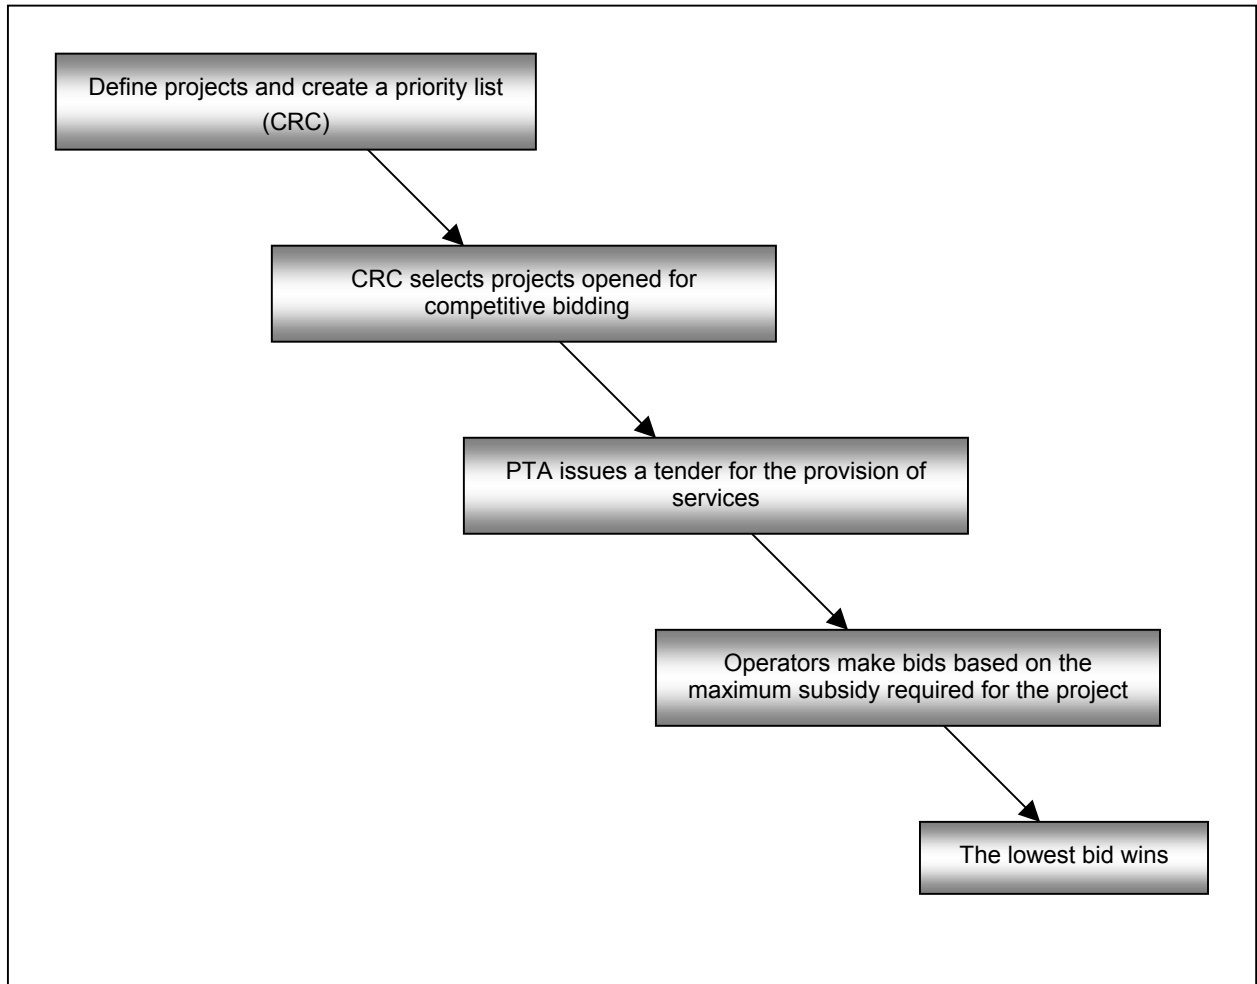 Define projects and create a priority list
(CRC)
CRC selects projects opened for
competitive bidding
PTA issues a tender for the provision of
services
Operators make bids based on the
maximum subsidy required for the project
The lowest bid wins